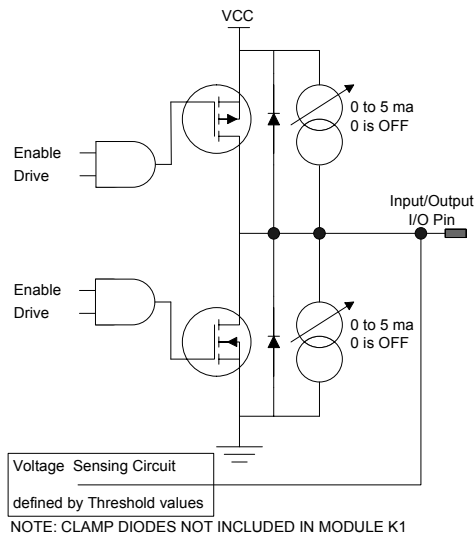 VCC
0 to 5 ma
0 is OFF
Enable
Drive
Input/Output
I/O Pin
Enable
Drive
0 to 5 ma
0 is OFF
Voltage Sensing Circuit
defined by Threshold values
NOTE: CLAMP DIODES NOT INCLUDED IN MODULE K1